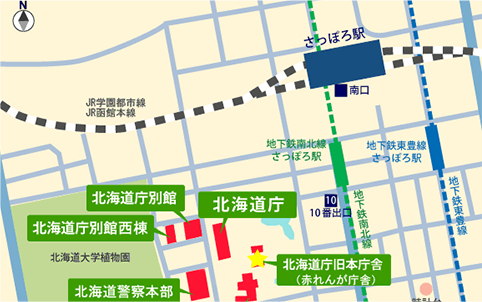 N
さっぽろ駅
南口
JR学園都市線
JR函館本線
地下鉄南北線
さっぽろ駅
地下鉄東豊線
さっぽろ駅
北海道庁別館
北海道庁
10
10番出口
地下鉄南北線
地下鉄東豊線
北海道庁別館西棟
北海道大学植物園
北海道庁旧本庁舎
（赤れんが庁舎）
北海道警察本部
時計台